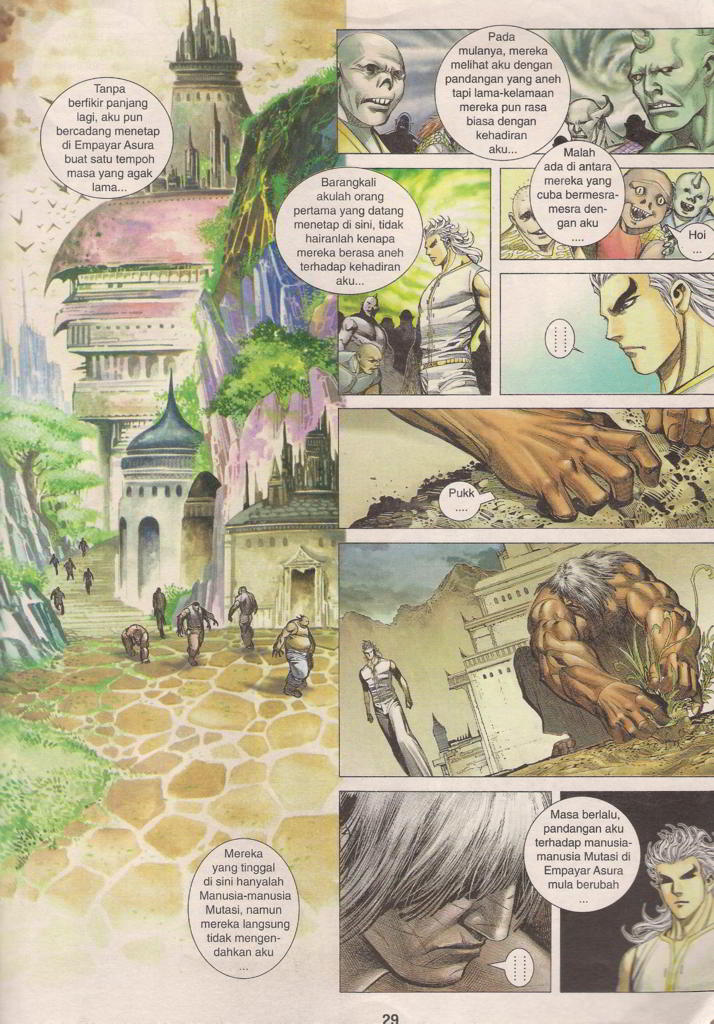 Tanpa
berfikir panjang
lagi, aku pun
bercadang menetap
di Empayar Asura
buat satu tempoh
masa yang agak
lama...
Mereka
yang tinggal
di sini hanyalah
Manusia-manusia
Mutasi, namun
mereka langsung
tidak mengen-
dahkan aku
...
Pada
mulanya, mereka
melihat aku dengan
pandangan yang aneh
tapi lama-kelamaan
mereka pun rasa
biasa dengan
kehadiran
aku...
Barangkali
akulah orang
pertama yang datang
menetap di sini, tidak
hairanlah kenapa
mereka berasa aneh
terhadap kehadiran
aku...
Malah
ada di antara
mereka yang
cuba bermesra-
mesra den-
gan aku
....
Hoi
...
Pukk
....
Masa berlalu,
pandangan aku
terhadap manusia-
manusia Mutasi di
Empayar Asura
mula berubah
...
29